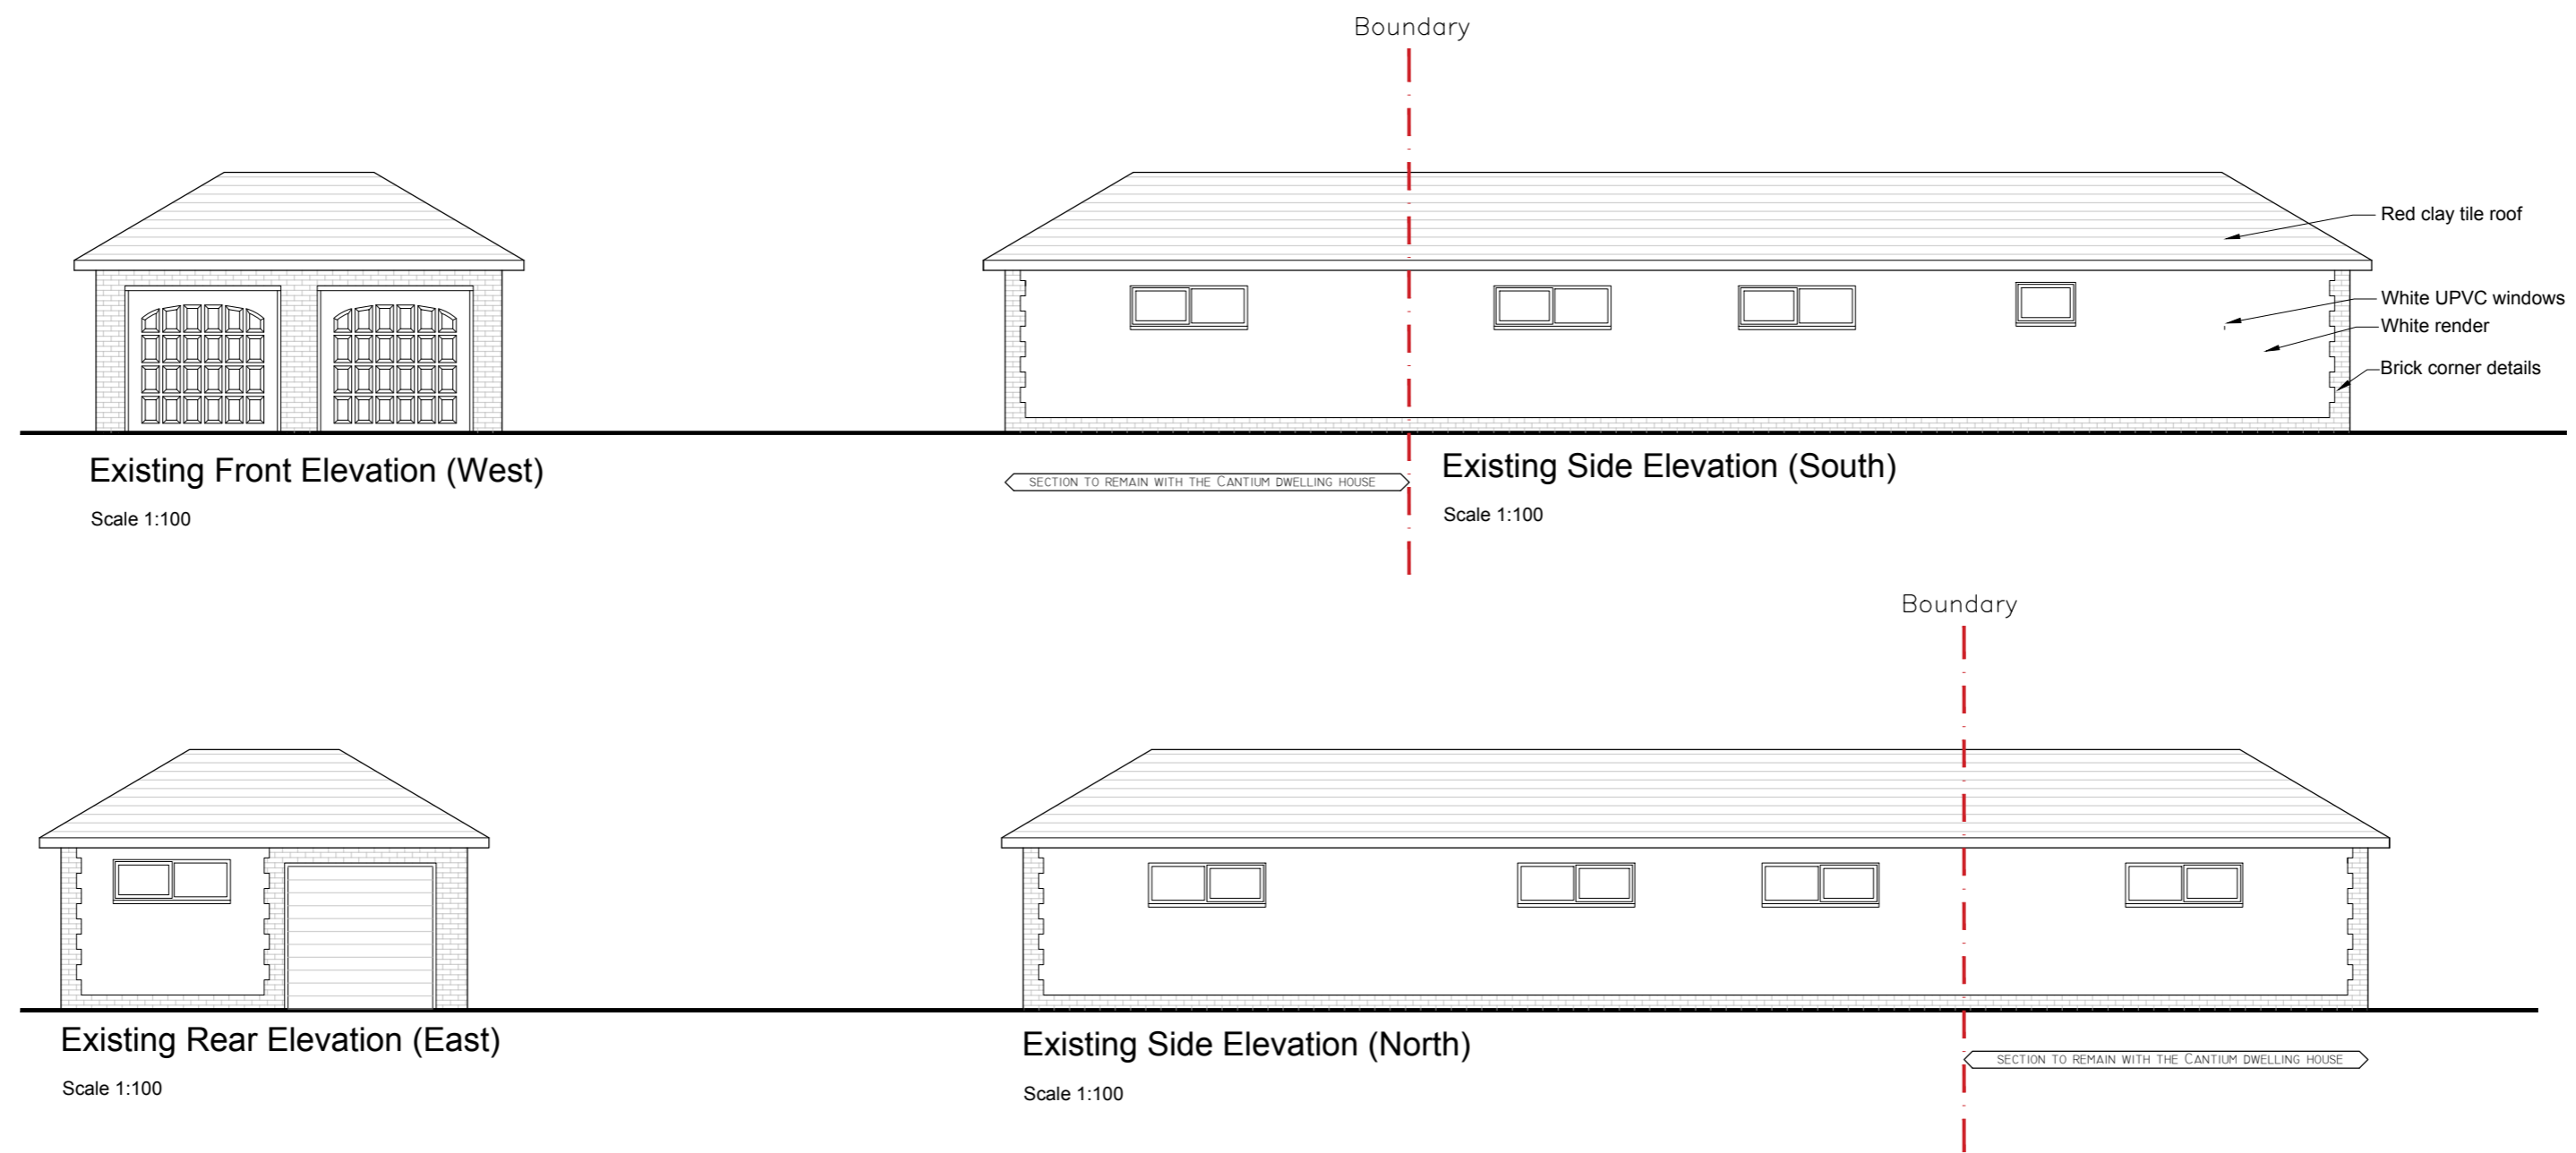 Boundary
Red clay tile roof
White UPVC windows
White render
Brick corner details
Existing Front Elevation (West)
Scale 1:100
SECTION TO REMAIN WITH THE CANTIUM DWELLING HOUSE
Existing Side Elevation (South)
Scale 1:100
Boundary
Existing Rear Elevation (East)
Scale 1:100
Existing Side Elevation (North)
Scale 1:100
SECTION TO REMAIN WITH THE CANTIUM DWELLING HOUSE